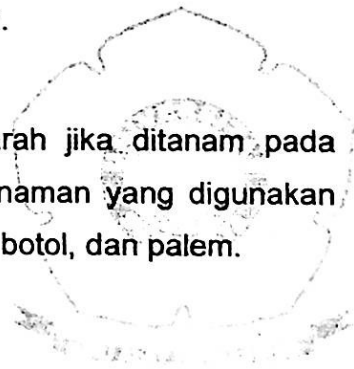 rah jika ditanam pada
naman yang digunakan
botol, dan palem.